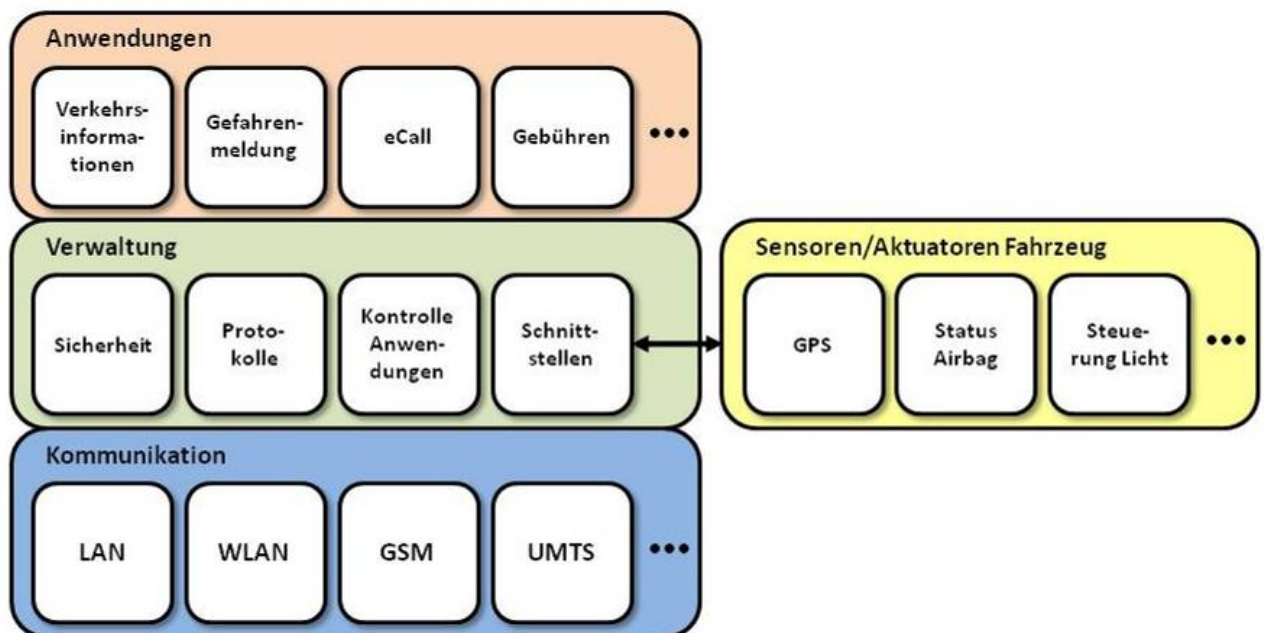 Anwendungen
Verkehrs-
informa-
tionen
Gefahren-
meldung
eCall
Gebühren
•••
Verwaltung
Sicherheit
Proto-
kolle
Kontrolle
Anwen-
dungen
Schnitt-
stellen
Sensoren/Aktuatoren Fahrzeug
GPS
Status
Airbag
Steue-
rung Licht
•••
Kommunikation
LAN
WLAN
GSM
UMTS
•••